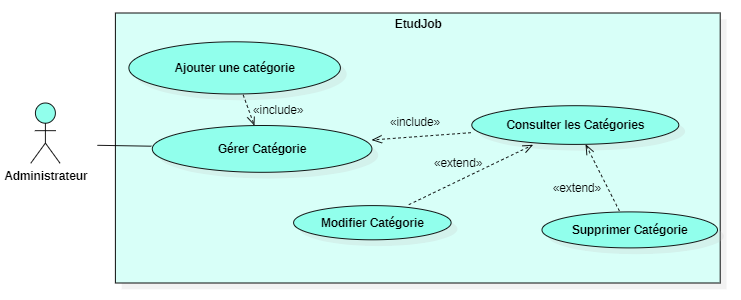 EtudJob
Ajouter une catégorie
«include»
«include»
Consulter les Catégories
Gérer Catégorie
«extend»
Administrateur
«extend»
Modifier Catégorie
Supprimer Catégorie